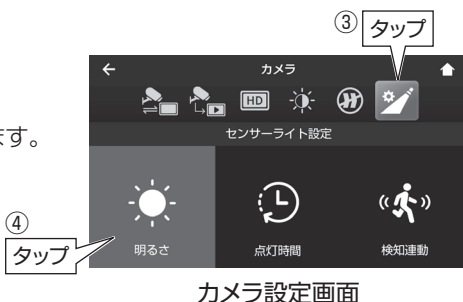 ③
タップ
カメラ
HD
センサーライト設定
ます。
④
タップ
明るさ
点灯時間
検知連動
カメラ設定画面